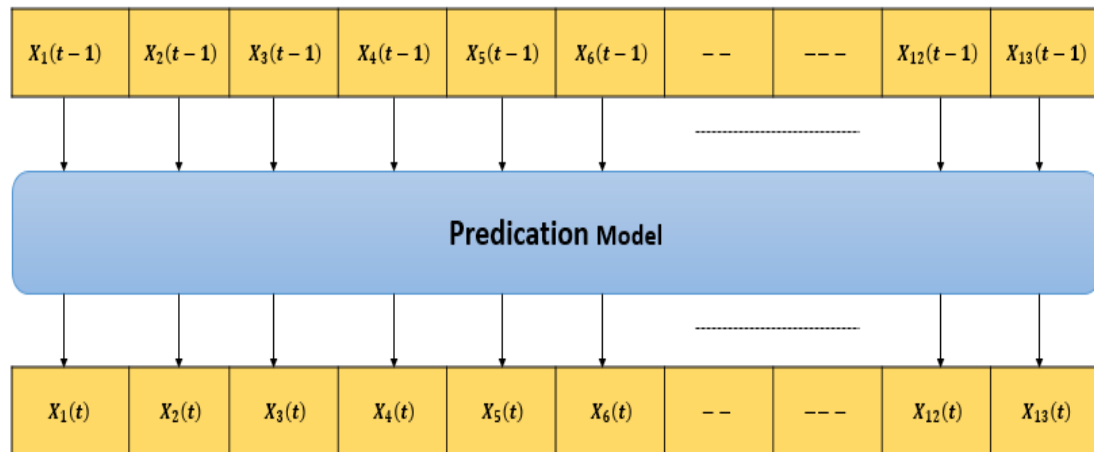 X₁(t − 1) X₂(t − 1) X₃(t − 1) X₄(t − 1) X₅(t − 1) X₆(t − 1) − − − − − X₁₂(t − 1) X₁₃(t − 1)
Predication Model
X₁(t) X₂(t) X₃(t) X₄(t) X₅(t) X₆(t) − − − − − X₁₂(t) X₁₃(t)